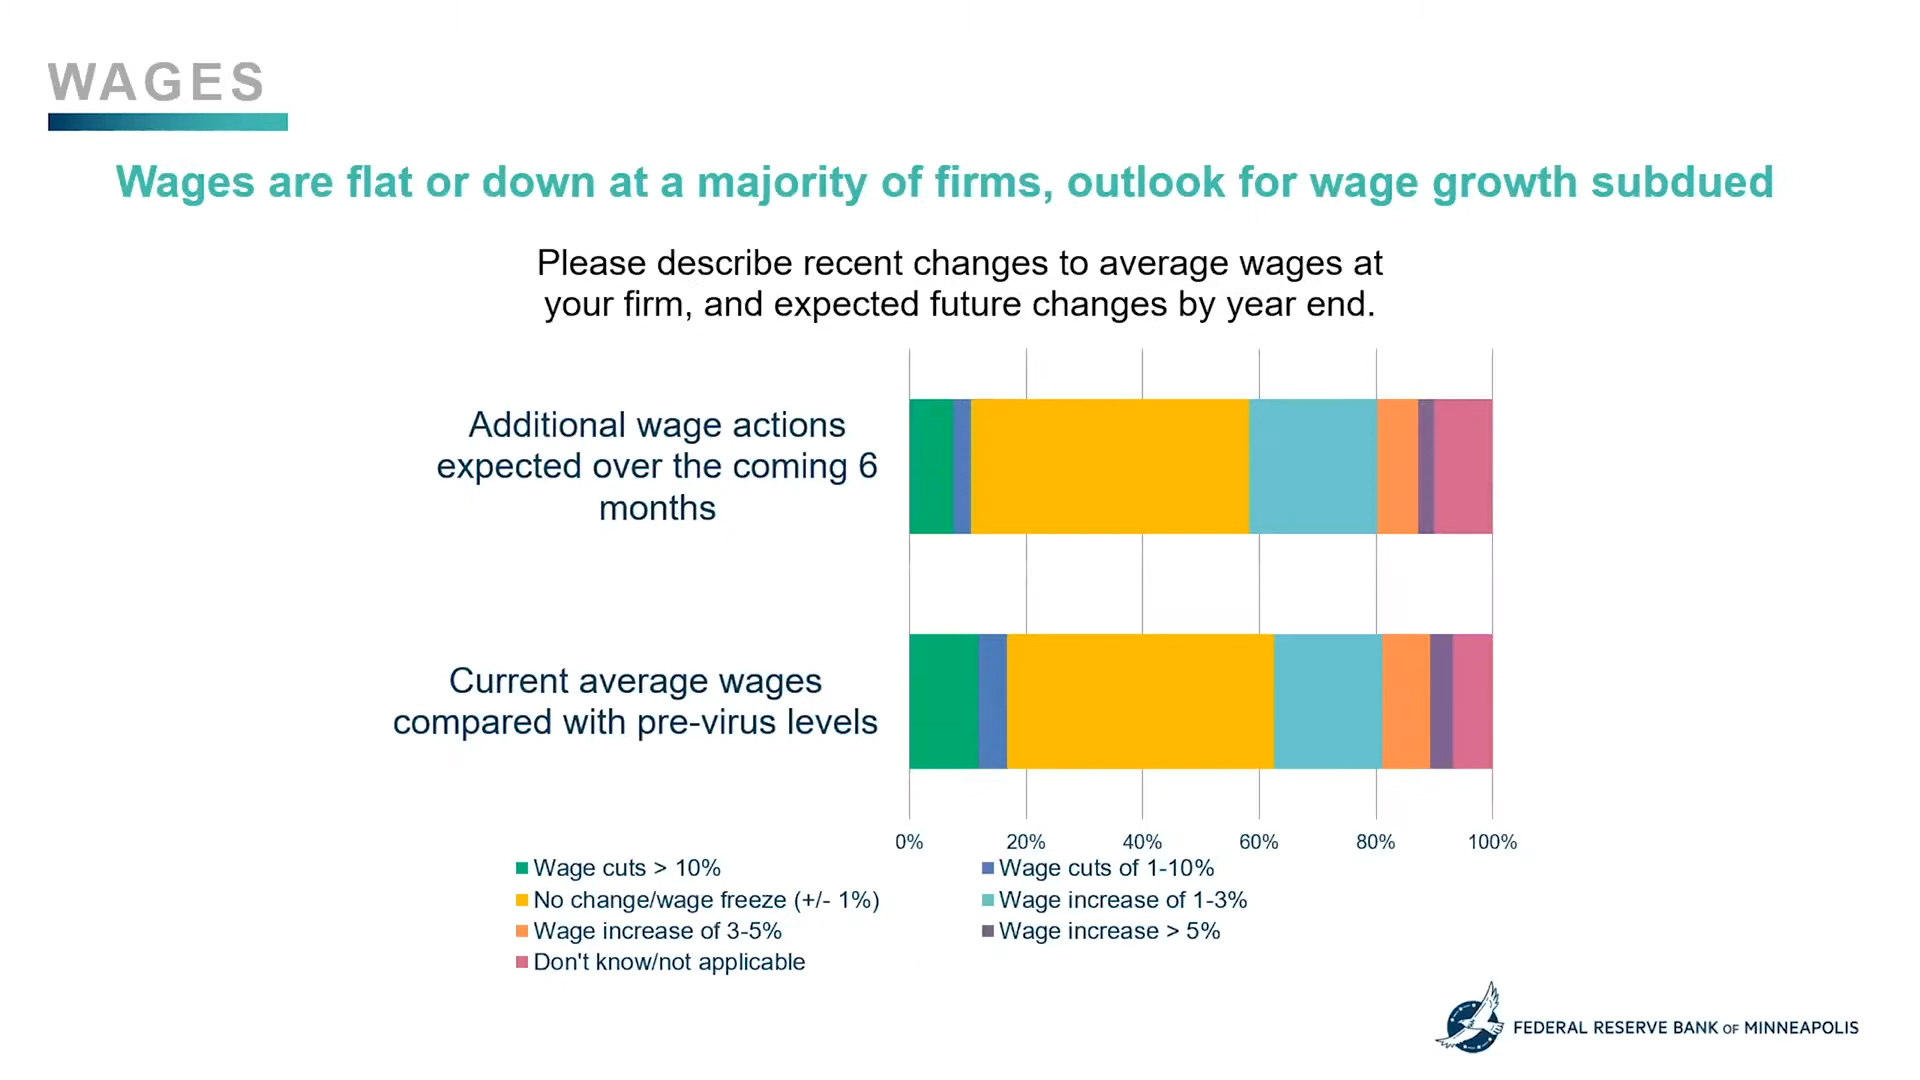 WAGES
Wages are flat or down at a majority of firms, outlook for wage growth subdued
Please describe recent changes to average wages at
your firm, and expected future changes by year end.
Additional wage actions
expected over the coming 6
months
Current average wages
compared with pre-virus levels
0% 20% 40% 60% 80% 100%
Wage cuts > 10% Wage cuts of 1-10%
No change/wage freeze (+/- 1%) Wage increase of 1-3%
Wage increase of 3-5% Wage increase > 5%
Don't know/not applicable
FEDERAL RESERVE BANK OF MINNEAPOLIS